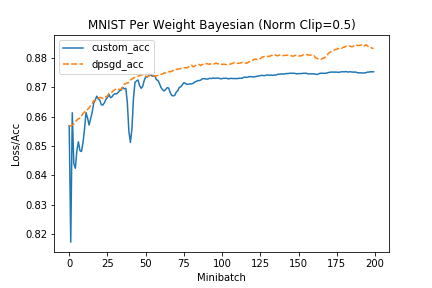 MNIST Per Weight Bayesian (Norm Clip=0.5)
custom_acc
dpsgd_acc
Loss/Acc
0.88
0.87
0.86
0.85
0.84
0.83
0.82
0 25 50 75 100 125 150 175 200
Minibatch